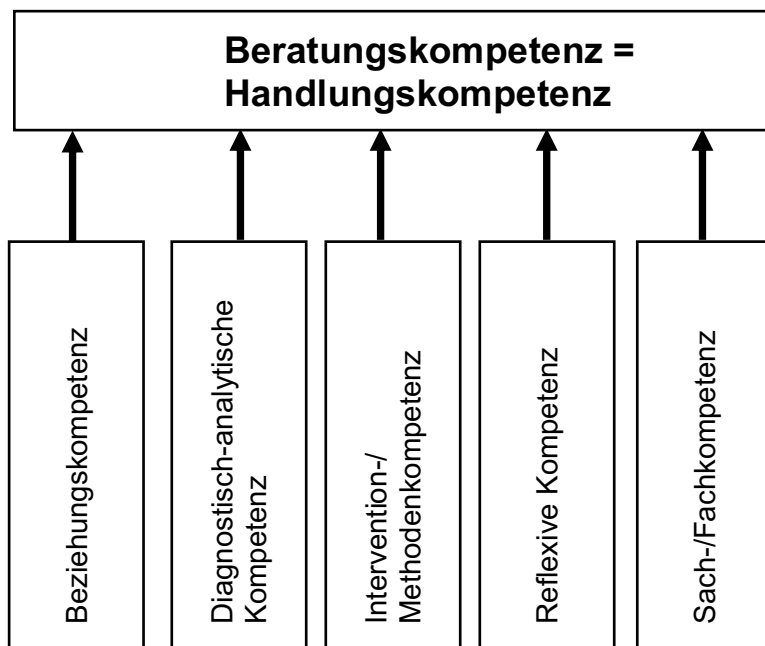 Beratungskompetenz =
Handlungskompetenz
Beziehungskompetenz
Diagnostisch-analytische
Kompetenz
Intervention-/
Methodenkompetenz
Reflexive Kompetenz
Sach-/Fachkompetenz